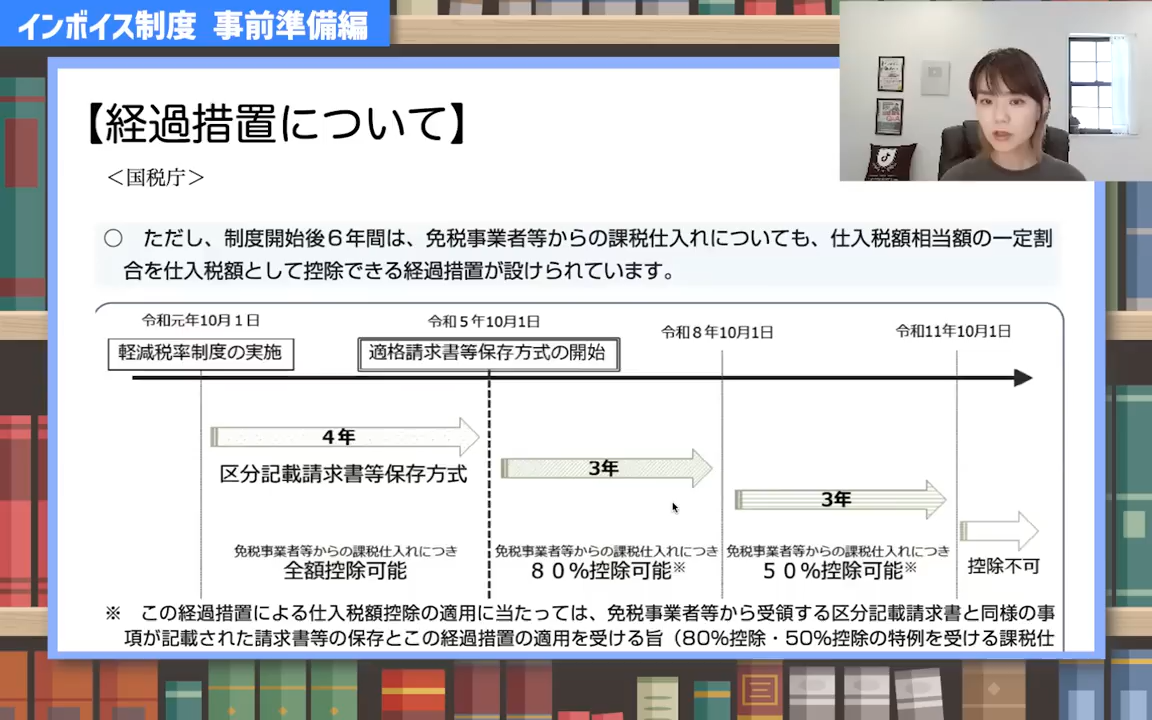 インボイス制度 事前準備編
【経過措置について】
＜国税庁＞
○ ただし、制度開始後６年間は、免税事業者等からの課税仕入れについても、仕入税額相当額の一定割
合を仕入税額として控除できる経過措置が設けられています。
令和元年10月１日
令和５年10月1日
令和８年10月1日
令和11年10月1日
軽減税率制度の実施
適格請求書等保存方式の開始
４年
区分記載請求書等保存方式
3年
3年
免税事業者等からの課税仕入れにつき
全額控除可能
免税事業者等からの課税仕入れにつき
８０％控除可能※
免税事業者等からの課税仕入れにつき
５０％控除可能※
控除不可
※ この経過措置による仕入税額控除の適用に当たっては、免税事業者等から受領する区分記載請求書と同様の事
項が記載された請求書等の保存とこの経過措置の適用を受ける旨（80％控除・50％控除の特例を受ける課税仕